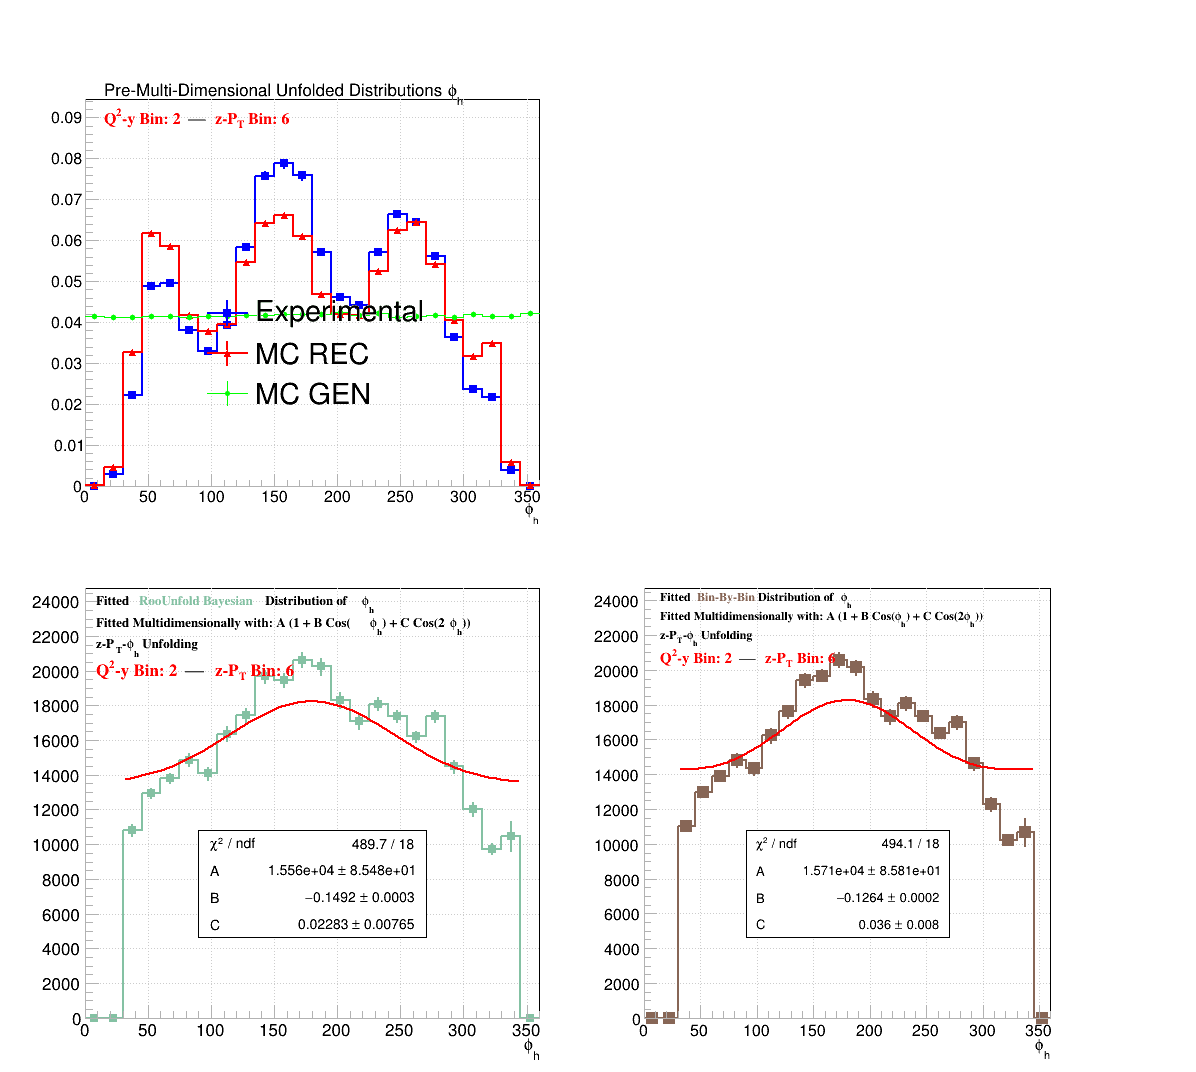 Pre-Multi-Dimensional Unfolded Distributions ϕh
Q2-y Bin: 2 — z-PT Bin: 6
0.09
0.08
0.07
0.06
0.05
0.04
0.03
0.02
0.01
0
Experimental
MC REC
MC GEN
0 50 100 150 200 250 300 350
ϕh
Fitted RooUnfold Bayesian Distribution of ϕh
Fitted Multidimensionally with: A (1 + B Cos( ϕh) + C Cos(2 ϕh))
z-PT-ϕh Unfolding
Q2-y Bin: 2 — z-PT Bin: 6
24000
22000
20000
18000
16000
14000
12000
10000
8000
6000
4000
2000
0
χ2 / ndf 489.7 / 18
A 1.556e+04 ± 8.548e+01
B −0.1492 ± 0.0003
C 0.02283 ± 0.00765
0 50 100 150 200 250 300 350
ϕh
Fitted Bin-By-Bin Distribution of ϕh
Fitted Multidimensionally with: A (1 + B Cos(ϕh) + C Cos(2ϕh))
z-PT-ϕh Unfolding
Q2-y Bin: 2 — z-PT Bin: 6
24000
22000
20000
18000
16000
14000
12000
10000
8000
6000
4000
2000
0
χ2 / ndf 494.1 / 18
A 1.571e+04 ± 8.581e+01
B −0.1264 ± 0.0002
C 0.036 ± 0.008
0 50 100 150 200 250 300 350
ϕh